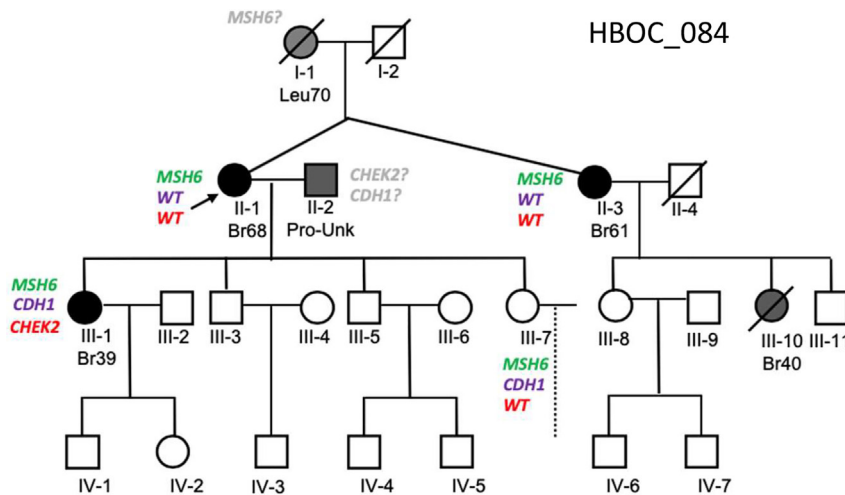 MSH6?
HBOC_084
I-1
I-2
Leu70
MSH6
WT
WT
II-1
Br68
II-2
Pro-Unk
CHEK2?
CDH1?
MSH6
WT
WT
II-3
Br61
II-4
MSH6
CDH1
CHEK2
III-1
Br39
III-2
III-3
III-4
III-5
III-6
III-7
MSH6
CDH1
WT
III-8
III-9
III-10
Br40
III-11
IV-1
IV-2
IV-3
IV-4
IV-5
IV-6
IV-7